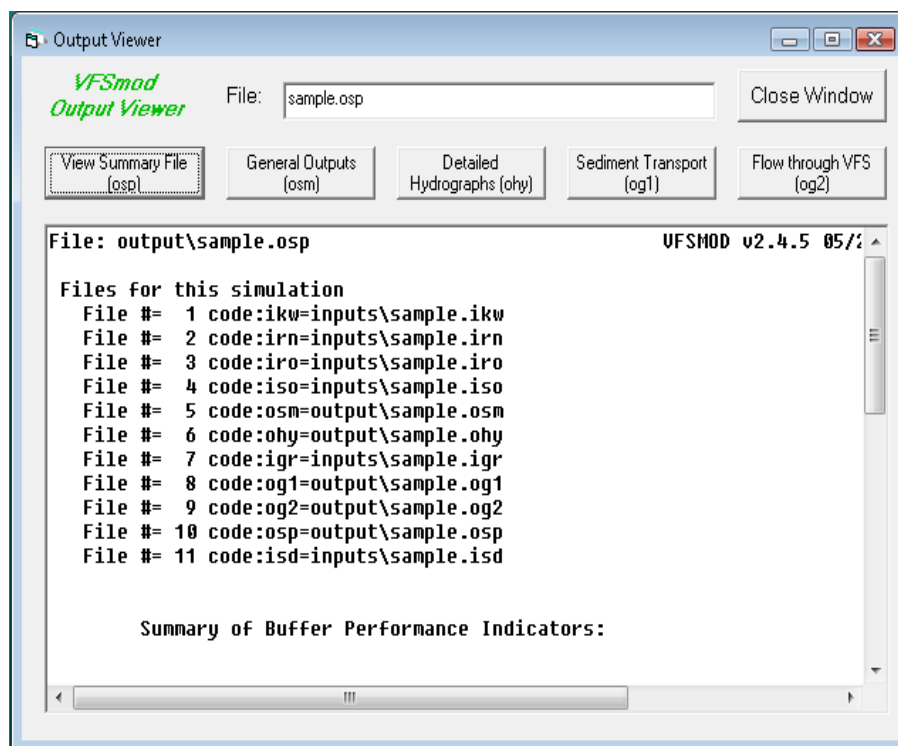 Output Viewer
VFSmod
Output Viewer
File:
sample.osp
Close Window
View Summary File
(osp)
General Outputs
(osm)
Detailed
Hydrographs (ohy)
Sediment Transport
(og1)
Flow through VFS
(og2)
File: output\sample.osp VFSMOD v2.4.5 05/2
Files for this simulation
File #= 1 code:ikw=inputs\sample.ikw
File #= 2 code:irn=inputs\sample.irn
File #= 3 code:iro=inputs\sample.iro
File #= 4 code:iso=inputs\sample.iso
File #= 5 code:osm=output\sample.osm
File #= 6 code:ohy=output\sample.ohy
File #= 7 code:igr=inputs\sample.igr
File #= 8 code:og1=output\sample.og1
File #= 9 code:og2=output\sample.og2
File #= 10 code:osp=output\sample.osp
File #= 11 code:isd=inputs\sample.isd
Summary of Buffer Performance Indicators: